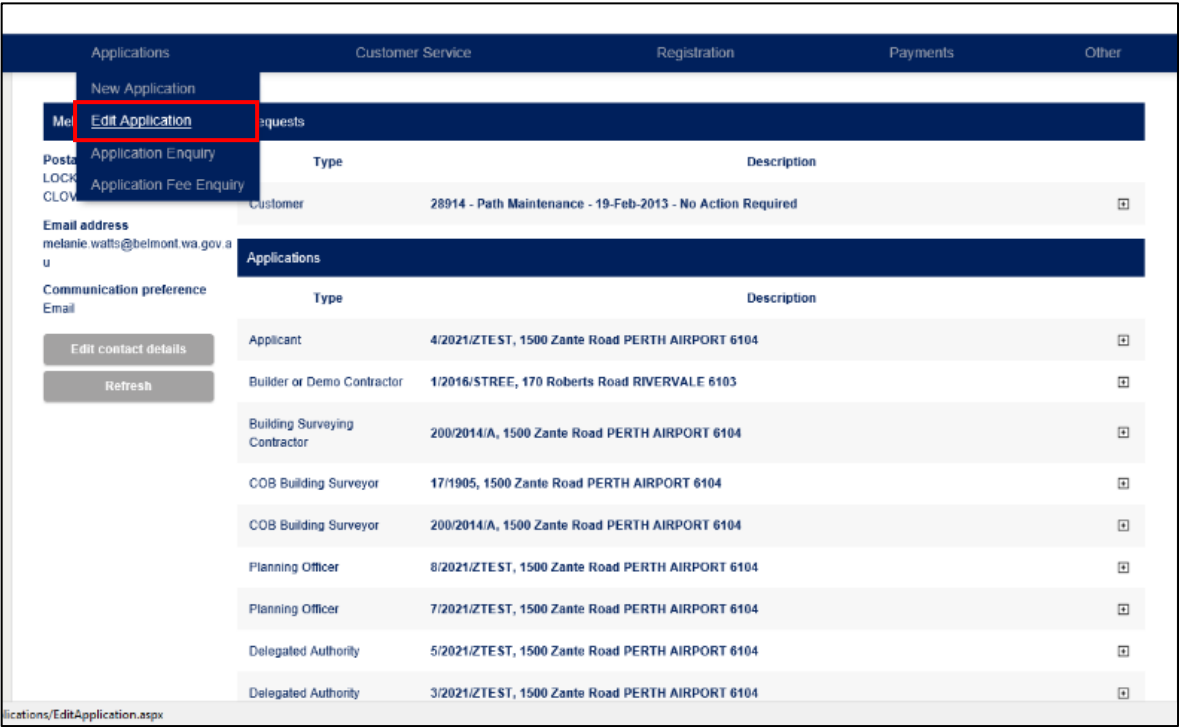 Applications Customer Service Registration Payments Other
New Application
Edit Application
Application Enquiry
Application Fee Enquiry
Mel
equests
Posta
LOCK
CLOV
Email address
melanie.watts@belmont.wa.gov.a
u
Communication preference
Email
Edit contact details
Refresh
Type Description
Customer 28914 - Path Maintenance - 19-Feb-2013 - No Action Required
Applications
Type Description
Applicant 4/2021/ZTEST, 1500 Zante Road PERTH AIRPORT 6104
Builder or Demo Contractor 1/2016/STREE, 170 Roberts Road RIVERVALE 6103
Building Surveying
Contractor
200/2014/A, 1500 Zante Road PERTH AIRPORT 6104
COB Building Surveyor 17/1905, 1500 Zante Road PERTH AIRPORT 6104
COB Building Surveyor 200/2014/A, 1500 Zante Road PERTH AIRPORT 6104
Planning Officer 8/2021/ZTEST, 1500 Zante Road PERTH AIRPORT 6104
Planning Officer 7/2021/ZTEST, 1500 Zante Road PERTH AIRPORT 6104
Delegated Authority 5/2021/ZTEST, 1500 Zante Road PERTH AIRPORT 6104
Delegated Authority 3/2021/ZTEST, 1500 Zante Road PERTH AIRPORT 6104
lications/EditApplication.aspx